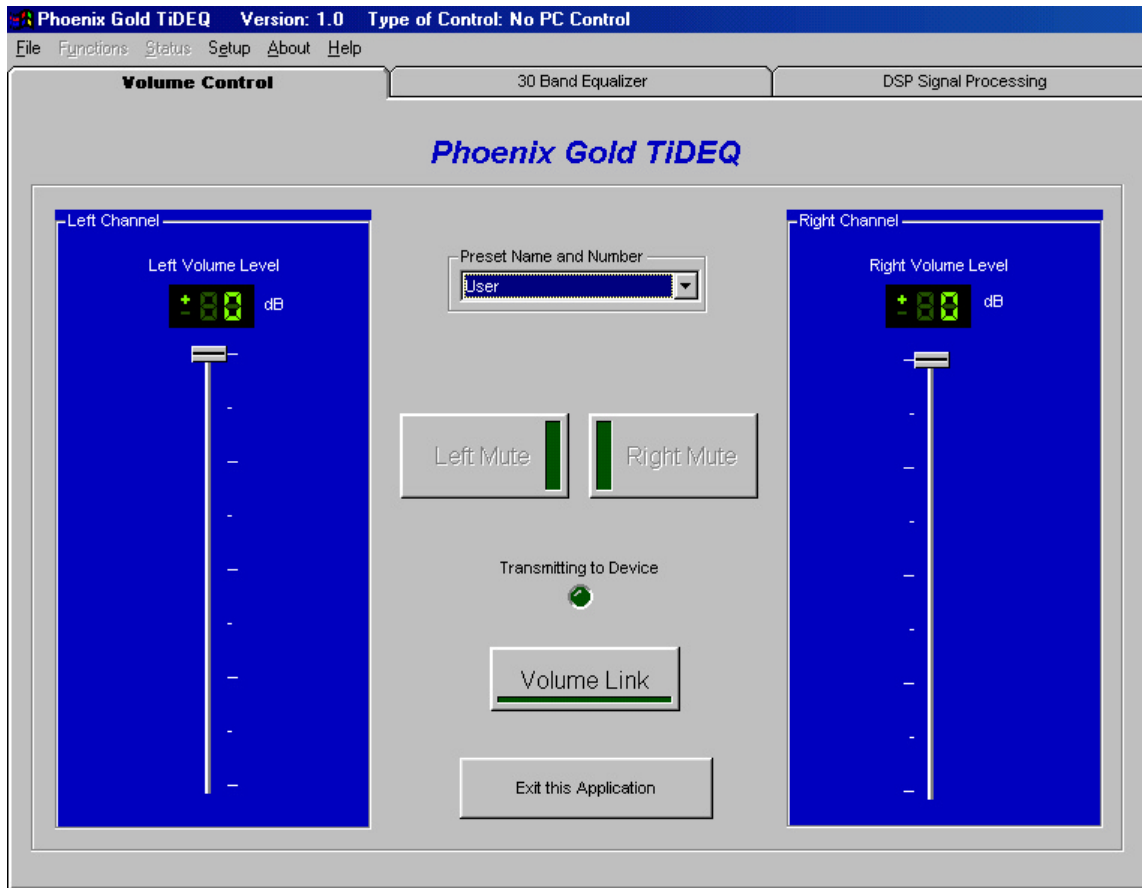 Phoenix Gold TiDEQ Version: 1.0 Type of Control: No PC Control
File Functions Status Setup About Help
Volume Control 30 Band Equalizer DSP Signal Processing
Phoenix Gold TiDEQ
Left Channel
Left Volume Level
+ 0 dB
Preset Name and Number
User
Left Mute Right Mute
Transmitting to Device
Volume Link
Exit this Application
Right Channel
Right Volume Level
+ 0 dB